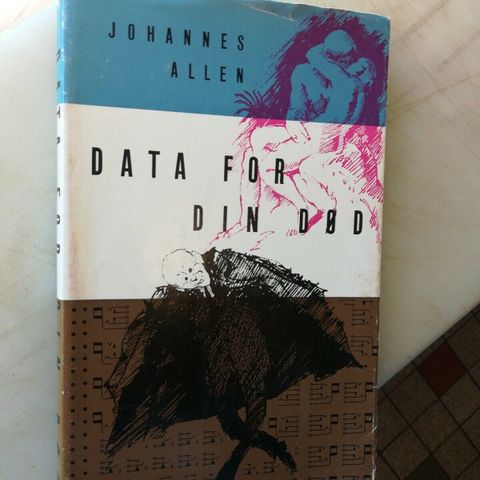 JOHANNES
ALLEN
DATA FOR
DIN DØD